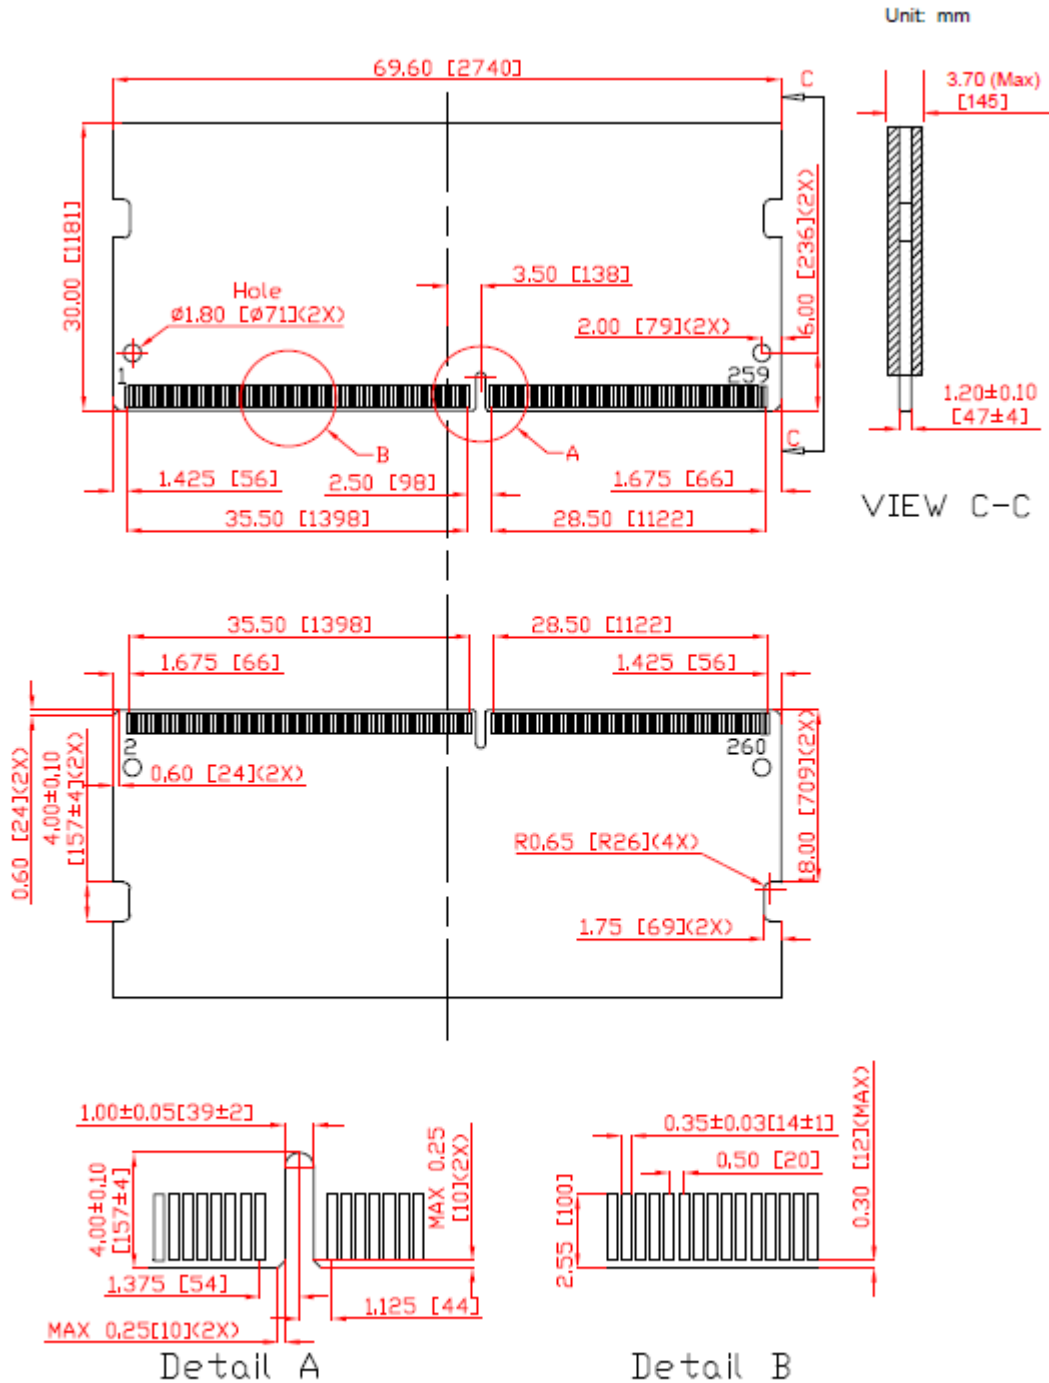 Unit: mm
69.60 [2740]
C
3.70 (Max)
[145]
30.00 [1181]
6.00 [236](2X)
3.50 [138]
Hole
ø1.80 [ø71](2X)
2.00 [79](2X)
1
259
1.20±0.10
[47±4]
B
A
C
1.425 [56]
2.50 [98]
1.675 [66]
35.50 [1398]
28.50 [1122]
VIEW C-C
35.50 [1398]
28.50 [1122]
1.675 [66]
1.425 [56]
2
260
0.60 [24](2X)
0.60 [24](2X)
4.00±0.10
[157±4](2X)
18.00 [709](2X)
R0.65 [R26](4X)
1.75 [69](2X)
1.00±0.05[39±2]
4.00±0.10
[157±4]
MAX 0.25
[10](2X)
1.375 [54]
1.125 [44]
MAX 0.25[10](2X)
Detail A
0.35±0.03[14±1]
0.50 [20]
2.55 [100]
0.30 [12](MAX)
Detail B